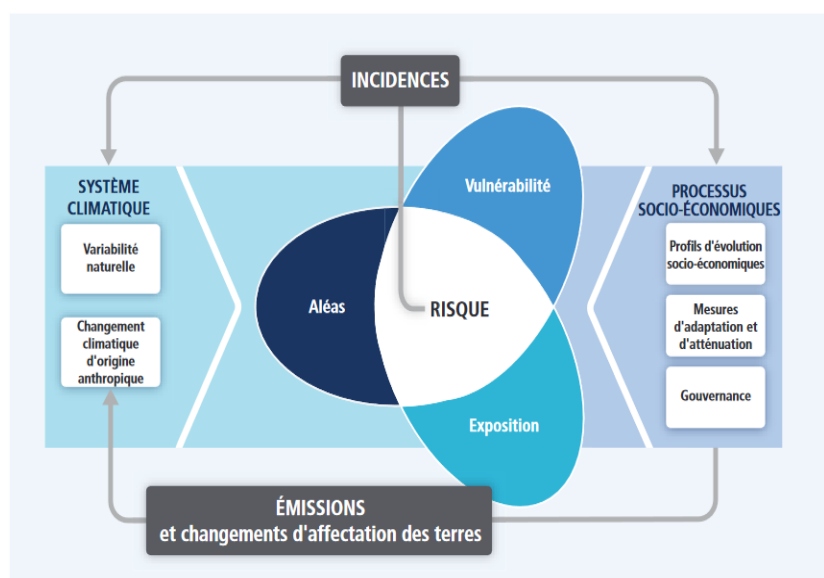 INCIDENCES
SYSTÈME
CLIMATIQUE
Variabilité
naturelle
Changement
climatique
d'origine
anthropique
Aléas
Vulnérabilité
RISQUE
Exposition
PROCESSUS
SOCIO-ÉCONOMIQUES
Profils d'évolution
socio-économiques
Mesures
d'adaptation et
d'atténuation
Gouvernance
ÉMISSIONS
et changements d'affectation des terres